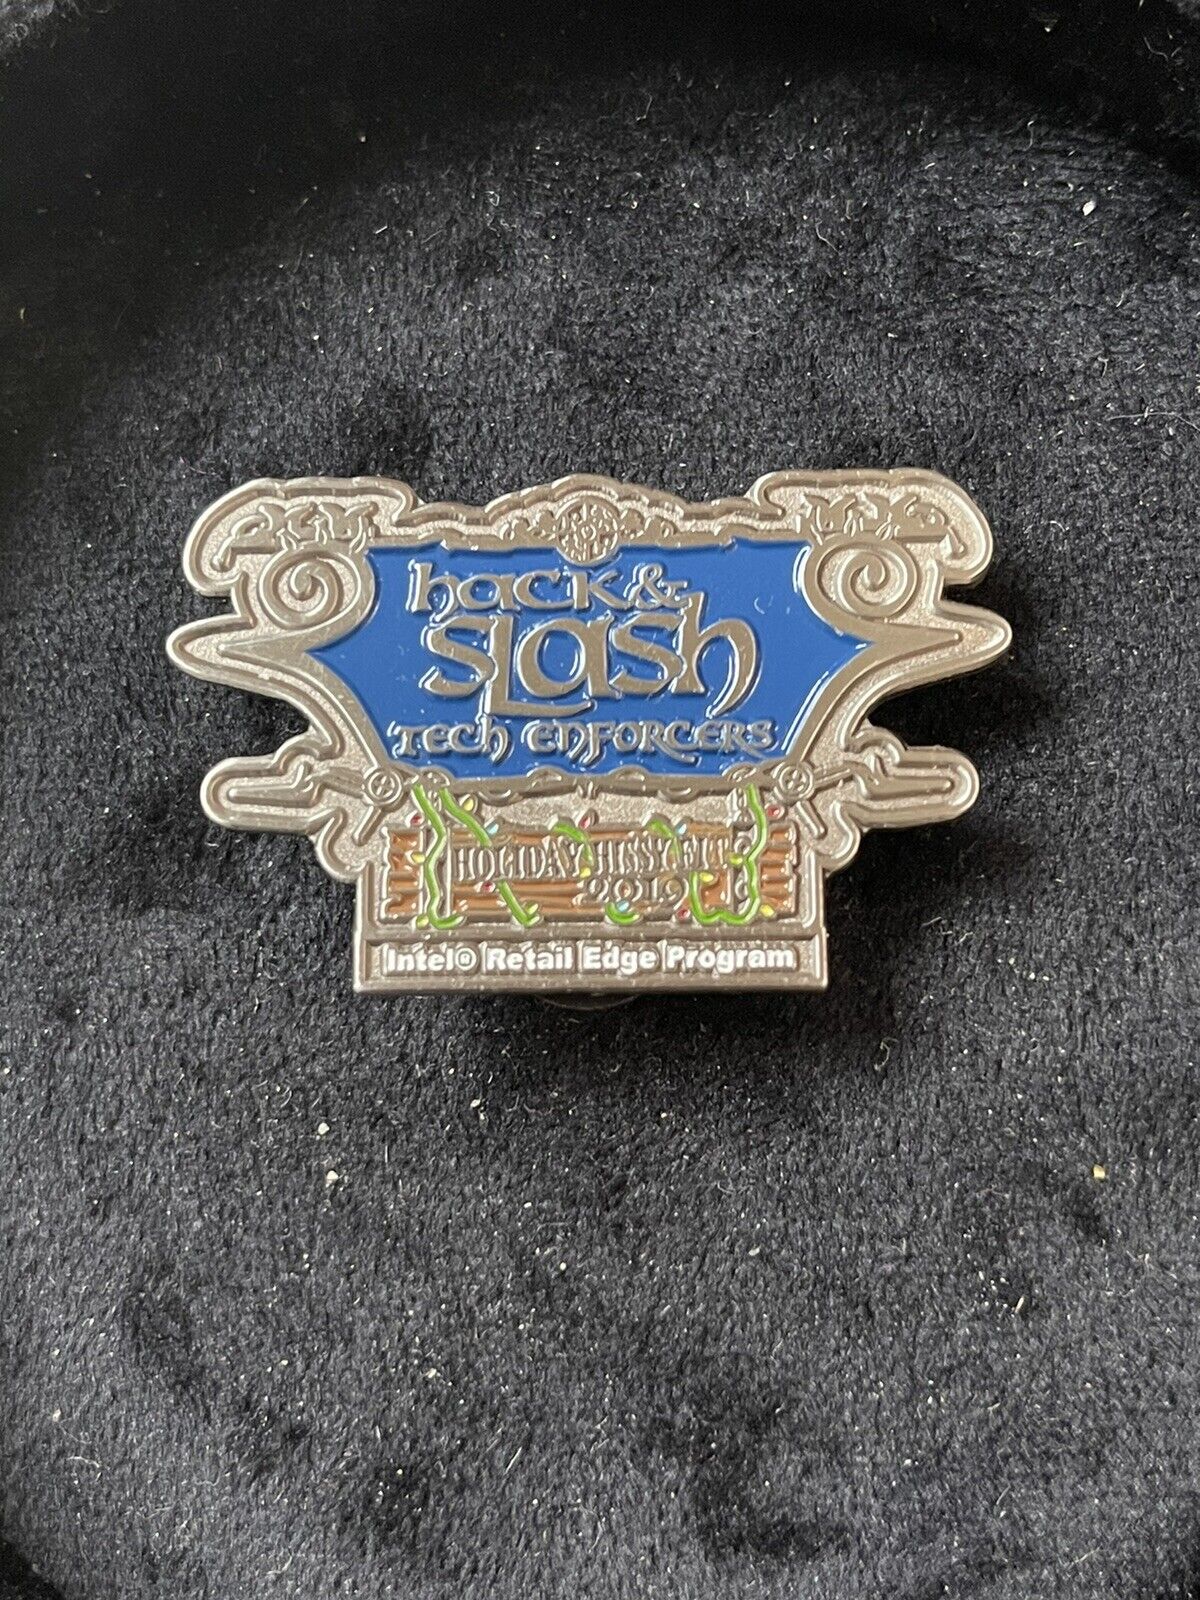 hack &
slash
tech enforcers
HOLIDAY HISSY FIT
2019
Intel® Retail Edge Program